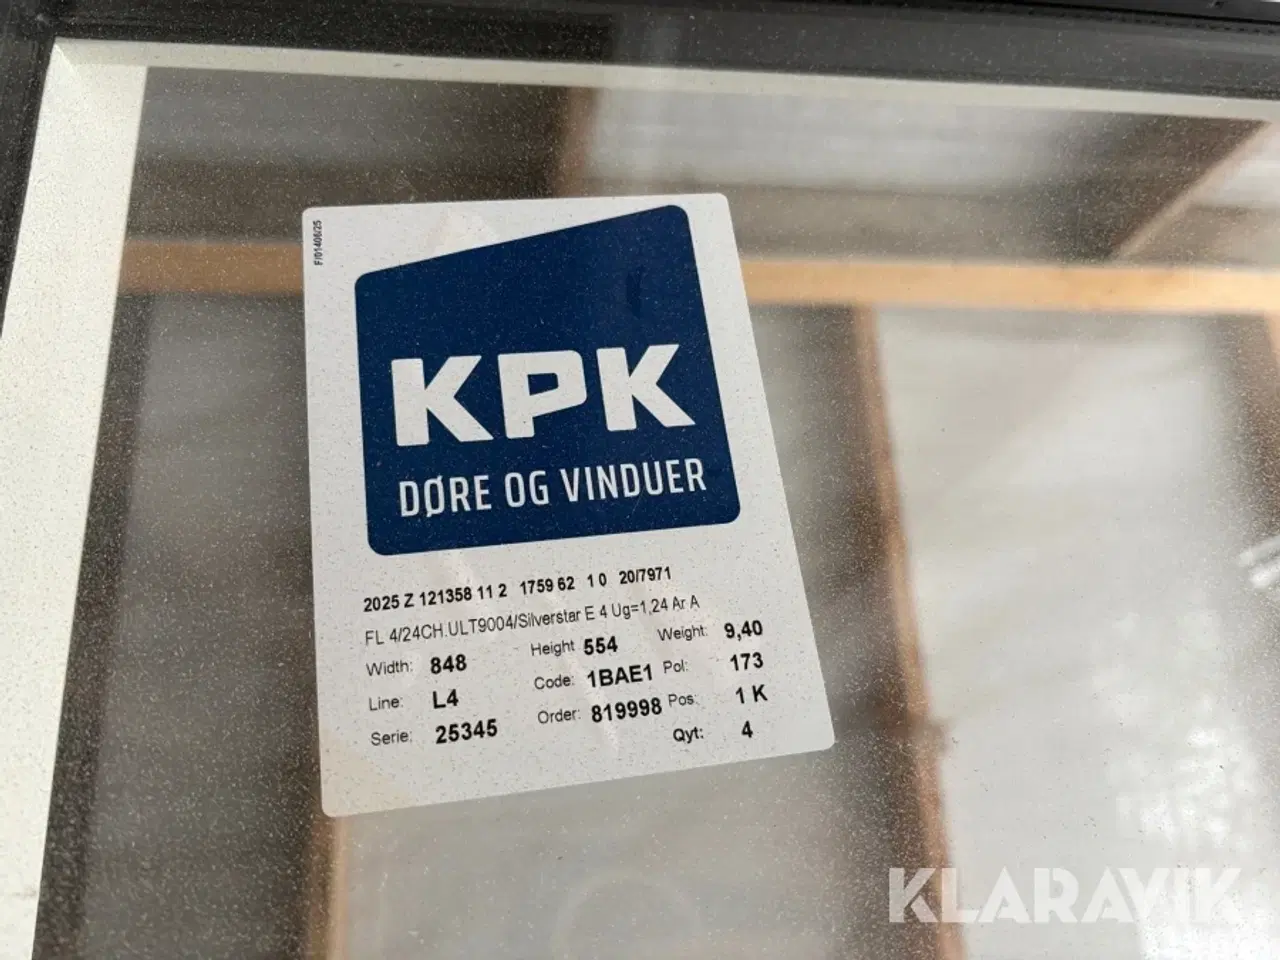 F/01406/25
KPK
DØRE OG VINDUER
2025 Z 121358 11 2 1759 62 1 0 20/7971
FL 4/24CH.ULT9004/Silverstar E 4 Ug=1,24 Ar A
Width: 848 Height 554 Weight: 9,40
Line: L4 Code: 1BAE1 Pol: 173
Serie: 25345 Order: 819998 Pos: 1 K
Qyt: 4
KLARAVIK